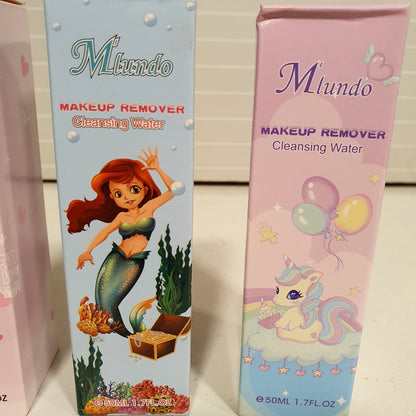 M'lundo
MAKEUP REMOVER
Cleansing Water
℮50ML 1.7FL.OZ
M'lundo
MAKEUP REMOVER
Cleansing Water
℮50ML 1.7FL.OZ
OZ